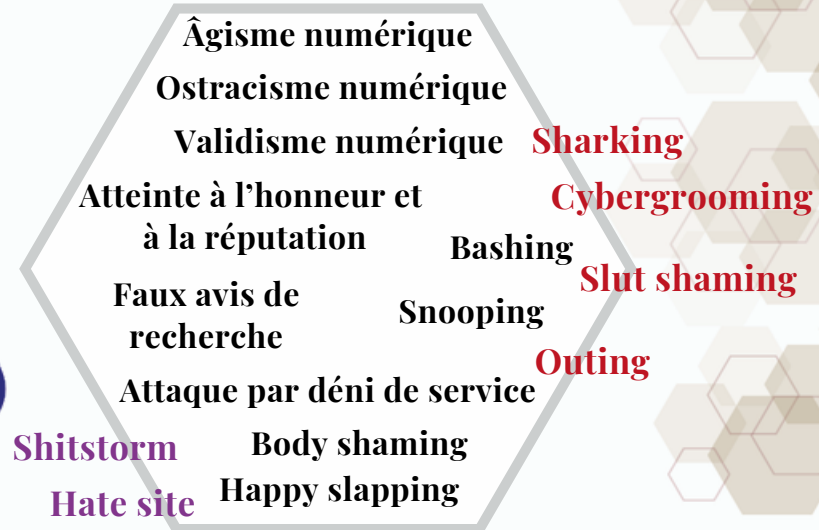 Âgisme numérique
Ostracisme numérique
Validisme numérique
Sharking
Atteinte à l’honneur et
à la réputation
Cybergrooming
Bashing
Slut shaming
Faux avis de
recherche
Snooping
Outing
Attaque par déni de service
Shitstorm
Body shaming
Hate site
Happy slapping